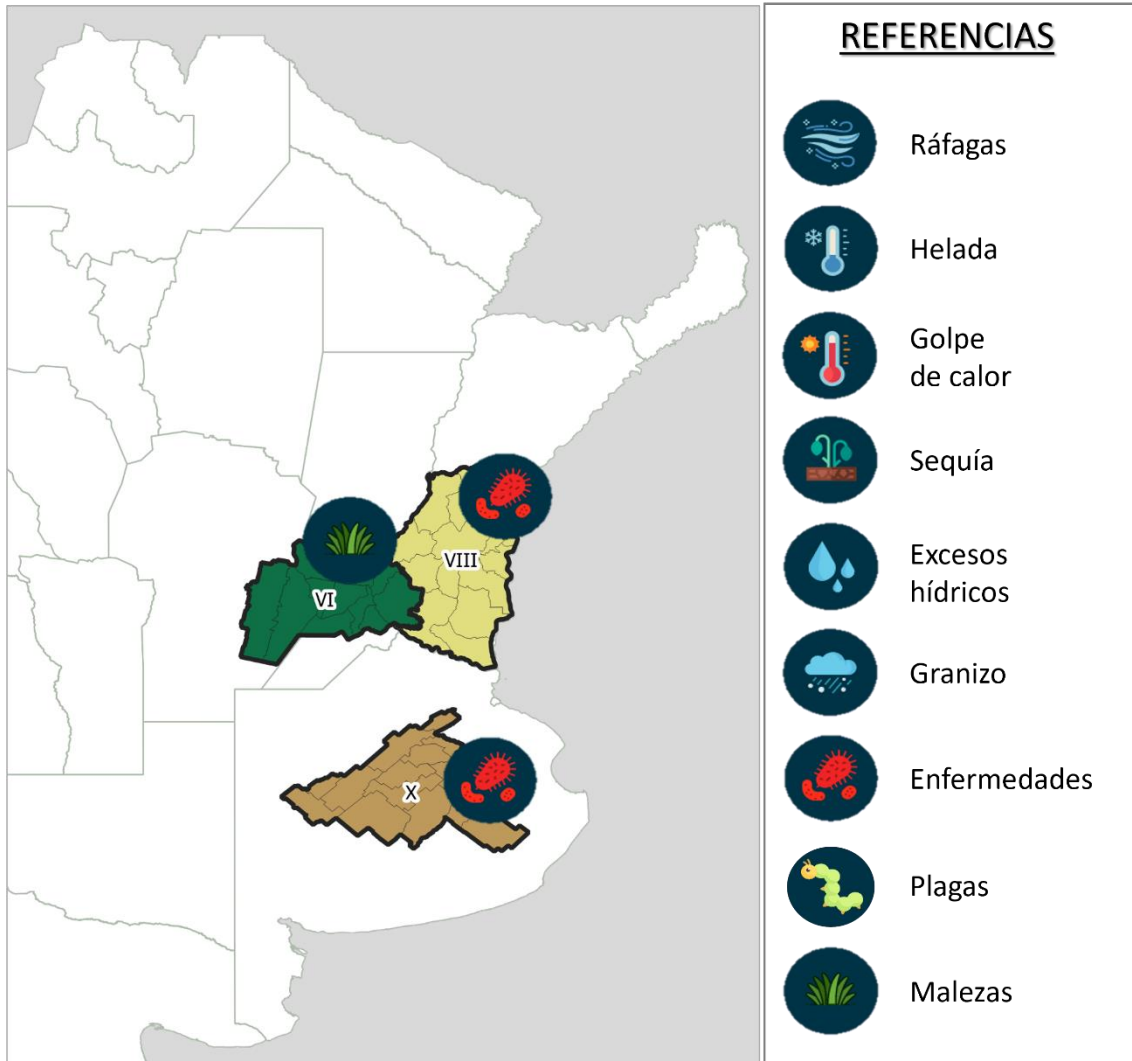 REFERENCIAS
Ráfagas
Helada
Golpe
de calor
Sequía
Excesos
hídricos
Granizo
Enfermedades
Plagas
Malezas
VIII
VI
X